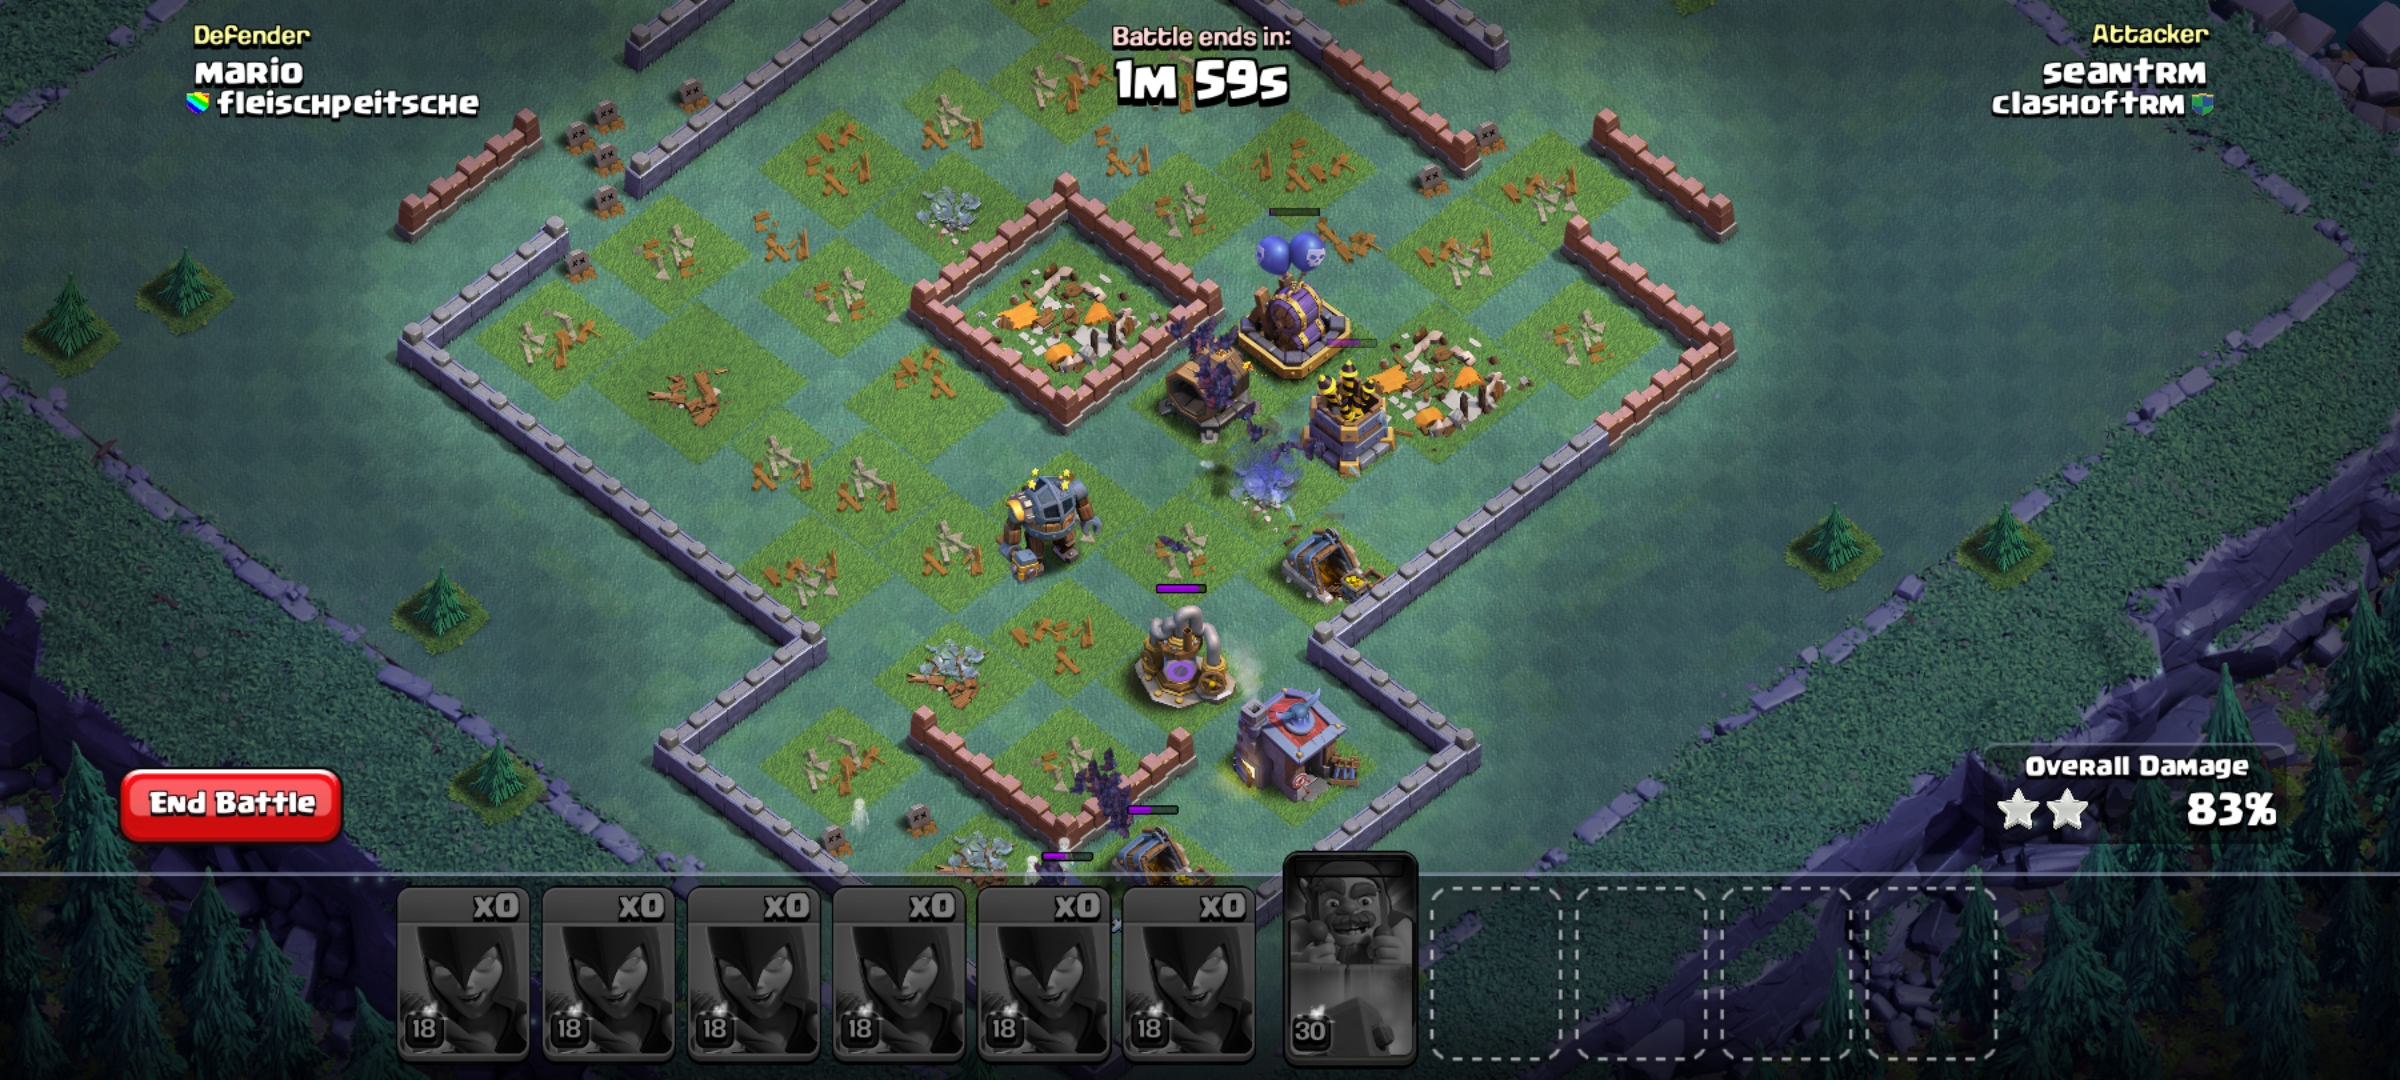 Defender
Mario
fleischpeitsche
Battle ends in:
1M 59s
Attacker
seantRM
clashoftRM
End Battle
Overall Damage
83%
x0 x0 x0 x0 x0 x0
18 18 18 18 18 18 30